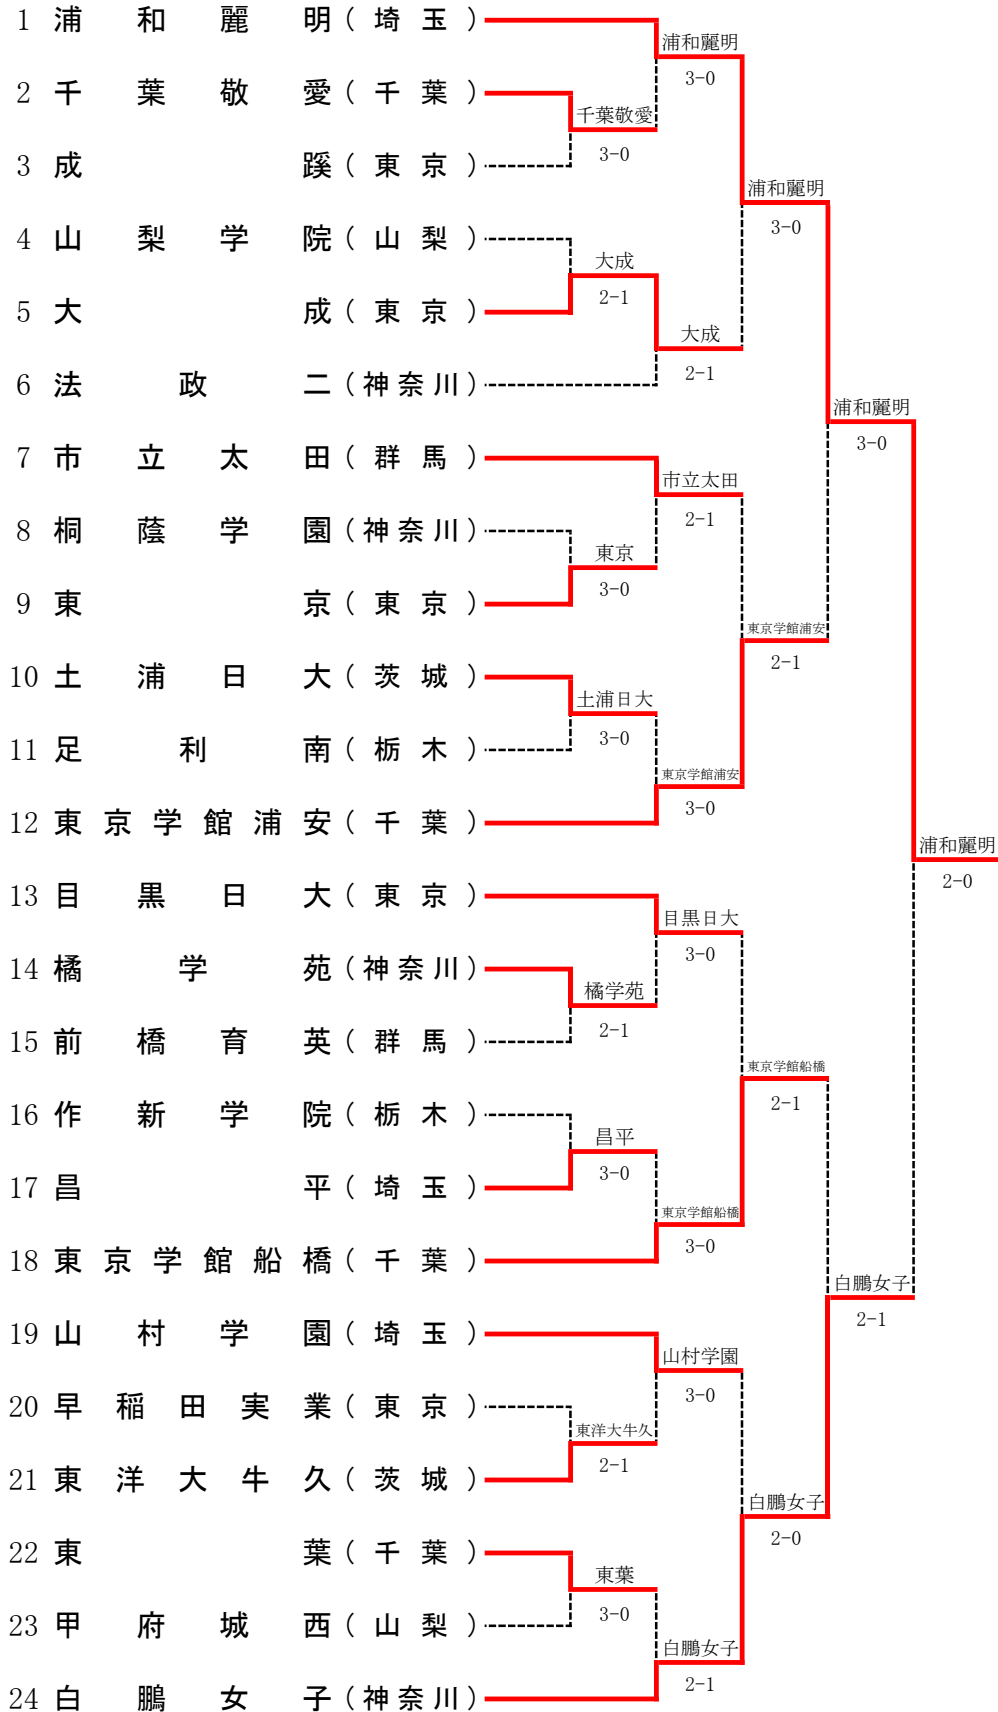 1 浦和麗明(埼玉)
浦和麗明
3-0
2 千葉敬愛(千葉)
千葉敬愛
3-0
3 成蹊(東京)
浦和麗明
3-0
4 山梨学院(山梨)
大成
2-1
5 大成(東京)
大成
2-1
6 法政二(神奈川)
浦和麗明
3-0
7 市立太田(群馬)
市立太田
2-1
8 桐蔭学園(神奈川)
東京
3-0
9 東京(東京)
東京学館浦安
2-1
10 土浦日大(茨城)
土浦日大
3-0
11 足利南(栃木)
東京学館浦安
3-0
12 東京学館浦安(千葉)
浦和麗明
2-0
13 目黒日大(東京)
目黒日大
3-0
14 橘学苑(神奈川)
橘学苑
2-1
15 前橋育英(群馬)
東京学館船橋
2-1
16 作新学院(栃木)
昌平
3-0
17 昌平(埼玉)
東京学館船橋
3-0
18 東京学館船橋(千葉)
白鵬女子
2-1
19 山村学園(埼玉)
山村学園
3-0
20 早稲田実業(東京)
東洋大牛久
2-1
21 東洋大牛久(茨城)
白鵬女子
2-0
22 東葉(千葉)
東葉
3-0
23 甲府城西(山梨)
白鵬女子
2-1
24 白鵬女子(神奈川)